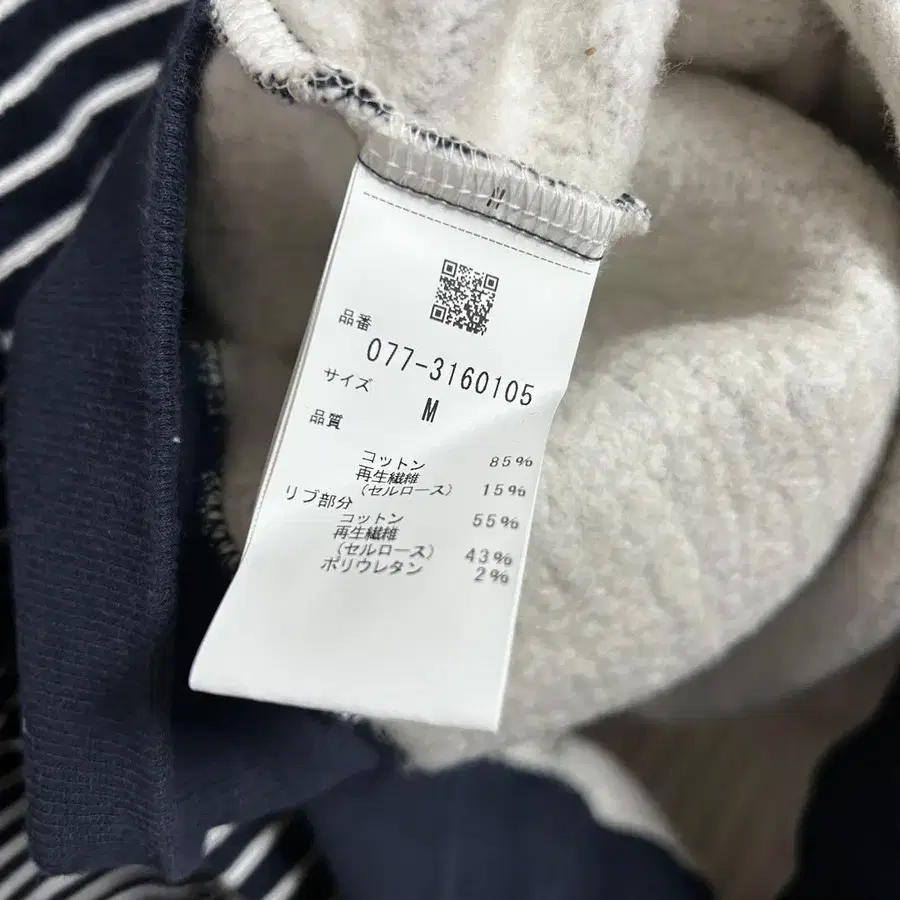 M
品番
077-3160105
サイズ
M
品質
コットン 85%
再生繊維
(セルロース) 15%
リブ部分
コットン 55%
再生繊維
(セルロース) 43%
ポリウレタン 2%